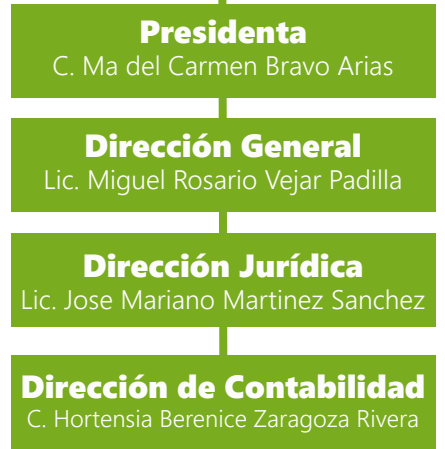 Presidenta
C. Ma del Carmen Bravo Arias
Dirección General
Lic. Miguel Rosario Vejar Padilla
Dirección Jurídica
Lic. Jose Mariano Martinez Sanchez
Dirección de Contabilidad
C. Hortensia Berenice Zaragoza Rivera